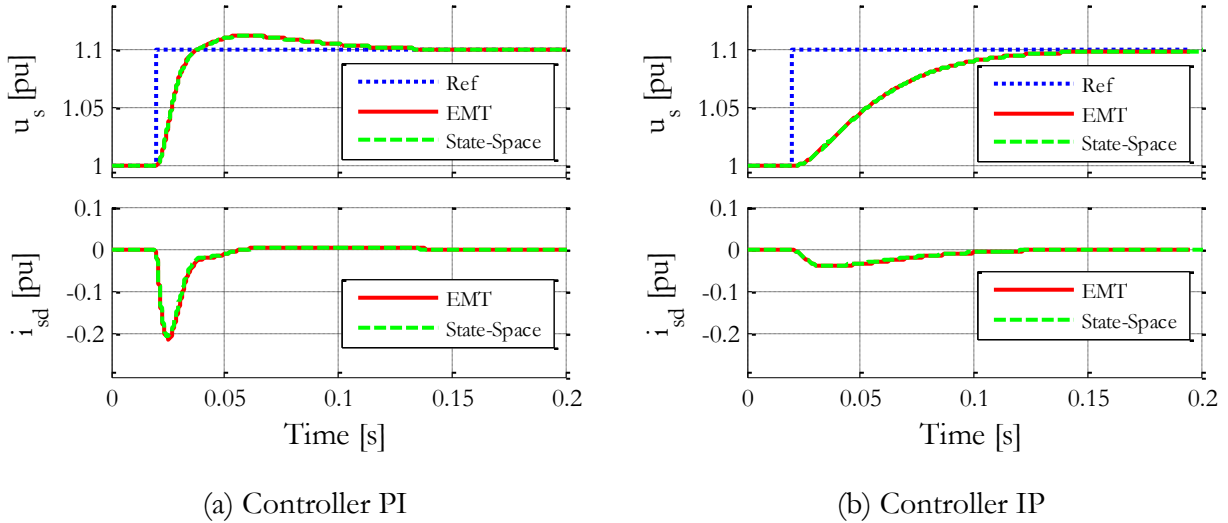 u_s [pu]
1.1
1.05
1
Ref
EMT
State-Space
i_sd [pu]
0.1
0
-0.1
-0.2
EMT
State-Space
0 0.05 0.1 0.15 0.2
Time [s]
(a) Controller PI
u_s [pu]
1.1
1.05
1
Ref
EMT
State-Space
i_sd [pu]
0.1
0
-0.1
-0.2
EMT
State-Space
0 0.05 0.1 0.15 0.2
Time [s]
(b) Controller IP